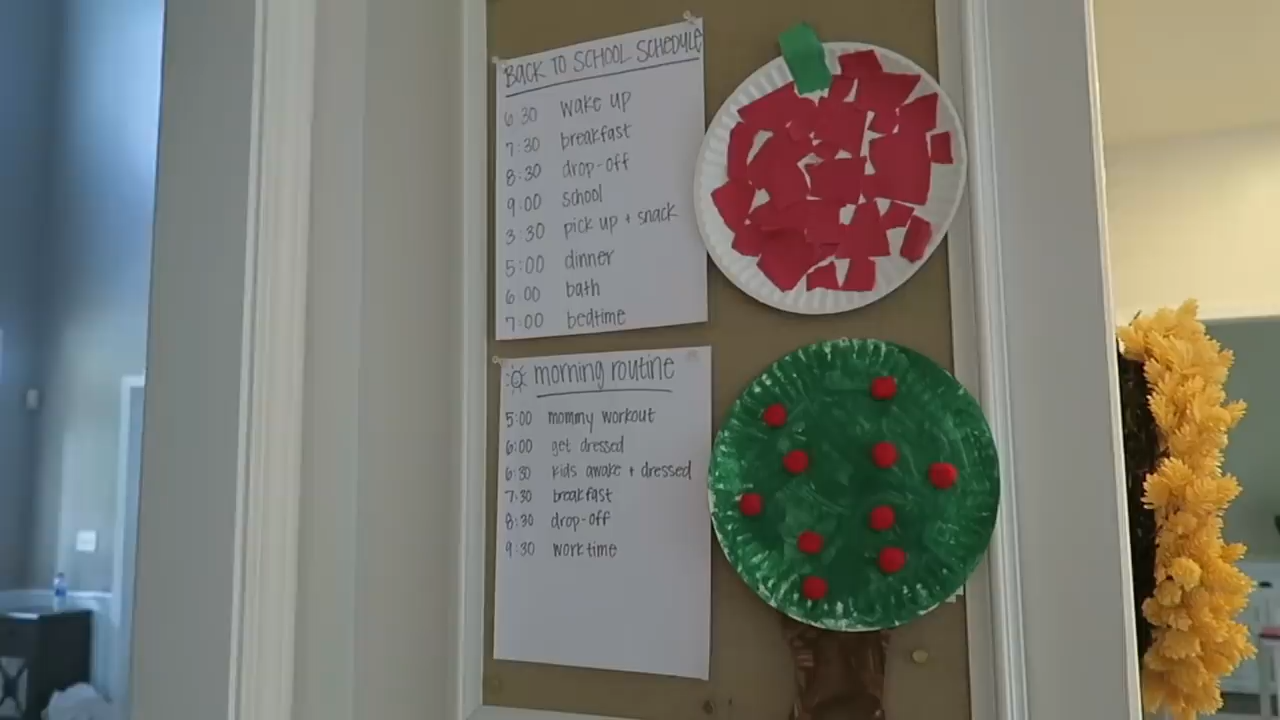 BACK TO SCHOOL SCHEDULE
6:30 wake up
7:30 breakfast
8:30 drop-off
9:00 school
3:30 pick up + snack
5:00 dinner
6:00 bath
7:00 bedtime
morning routine
5:00 mommy workout
6:00 get dressed
6:30 kids awake + dressed
7:30 breakfast
8:30 drop-off
9:30 work time